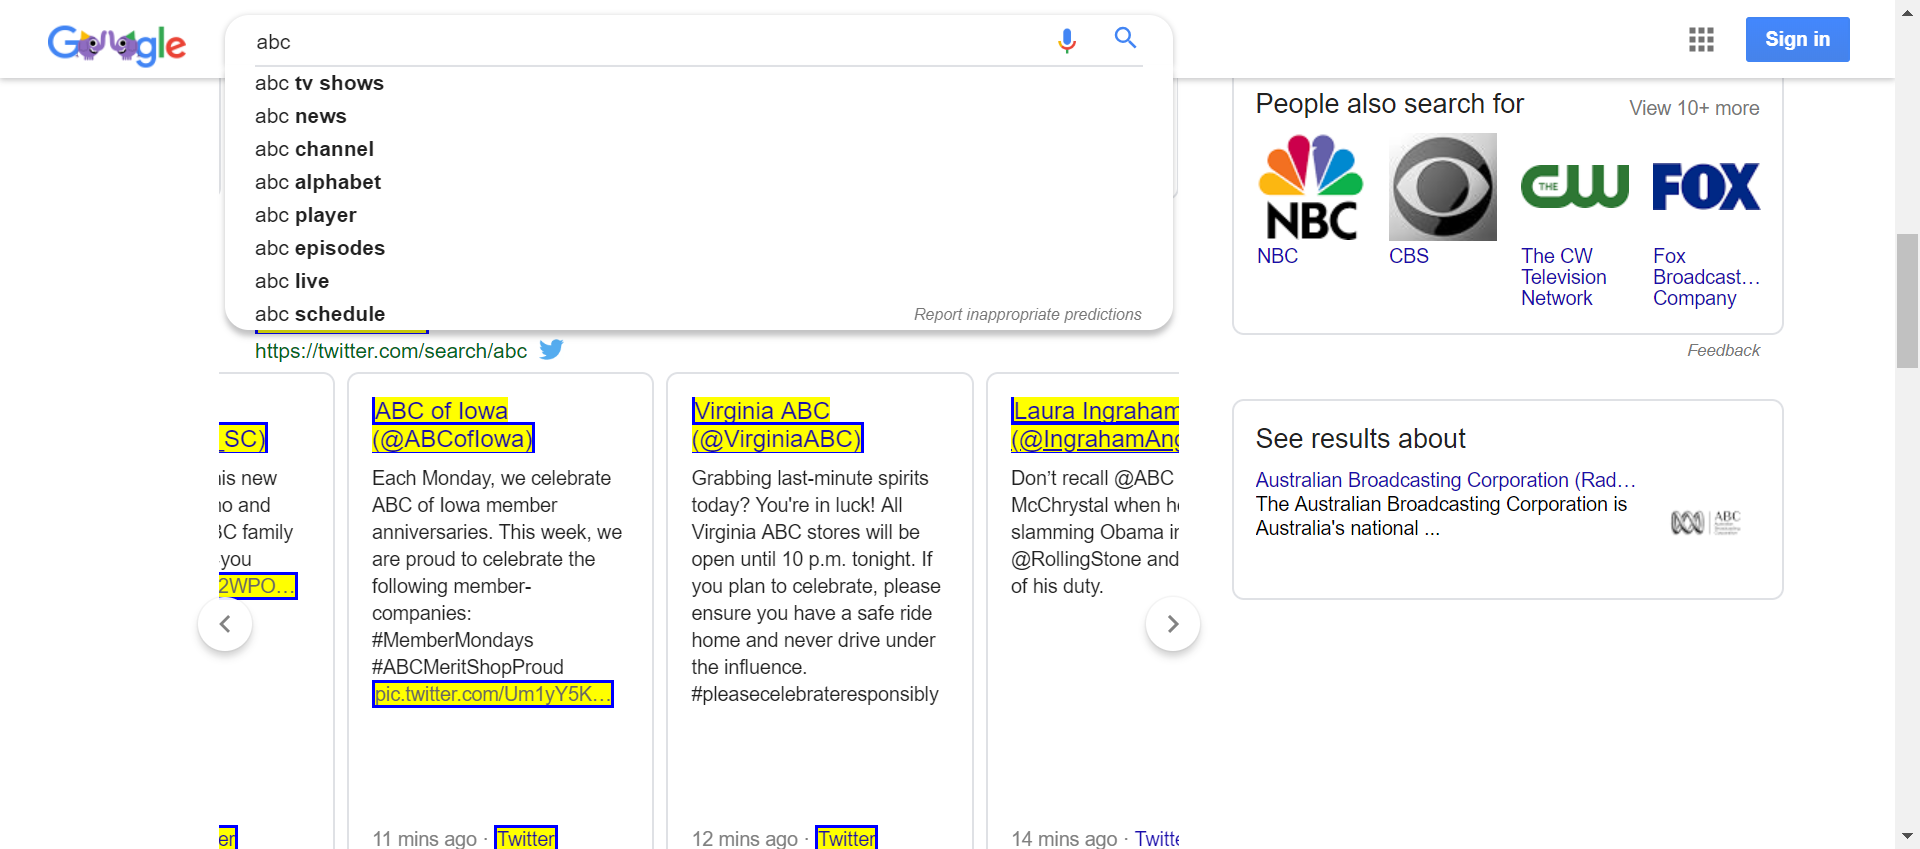 Google
abc
Sign in
abc tv shows
abc news
abc channel
abc alphabet
abc player
abc episodes
abc live
abc schedule
Report inappropriate predictions
https://twitter.com/search/abc
SC)
his new
o and
BC family
you
2WPO...
er
ABC of Iowa
(@ABCofIowa)
Each Monday, we celebrate
ABC of Iowa member
anniversaries. This week, we
are proud to celebrate the
following member-
companies:
#MemberMondays
#ABCMeritShopProud
pic.twitter.com/Um1yY5K...
11 mins ago · Twitter
Virginia ABC
(@VirginiaABC)
Grabbing last-minute spirits
today? You're in luck! All
Virginia ABC stores will be
open until 10 p.m. tonight. If
you plan to celebrate, please
ensure you have a safe ride
home and never drive under
the influence.
#pleasecelebrateresponsibly
12 mins ago · Twitter
Laura Ingraham
(@IngrahamAng
Don't recall @ABC
McChrystal when he
slamming Obama in
@RollingStone and
of his duty.
14 mins ago · Twitte
People also search for
View 10+ more
NBC
THE CW
FOX
NBC
CBS
The CW
Television
Network
Fox
Broadcast...
Company
Feedback
See results about
Australian Broadcasting Corporation (Rad...
The Australian Broadcasting Corporation is
Australia's national ...
ABC